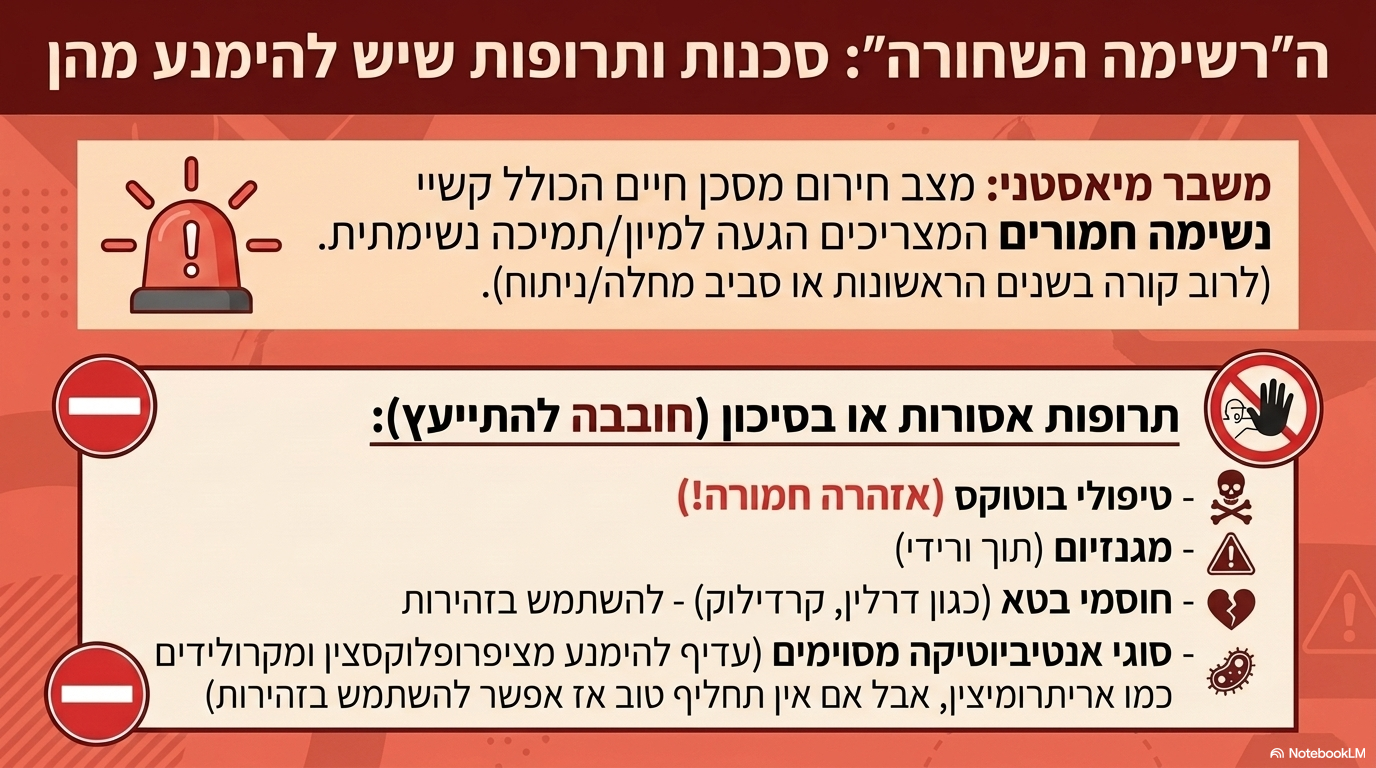 ה"רשימה השחורה": סכנות ותרופות שיש להימנע מהן
משבר מיאסטני: מצב חירום מסכן חיים הכולל קשיי
נשימה חמורים המצריכים הגעה למיון/תמיכה נשימתית.
(לרוב קורה בשנים הראשונות או סביב מחלה/ניתוח).
תרופות אסורות או בסיכון (חובבה להתייעץ):
- טיפולי בוטוקס (אזהרה חמורה!)
- מגנזיום (תוך ורידי)
- חוסמי בטא (כגון דרלין, קרדילוק) - להשתמש בזהירות
- סוגי אנטיביוטיקה מסוימים (עדיף להימנע מציפרופלוקסצין ומקרולידים
כמו אריתרומיצין, אבל אם אין תחליף טוב אז אפשר להשתמש בזהירות)
NotebookLM